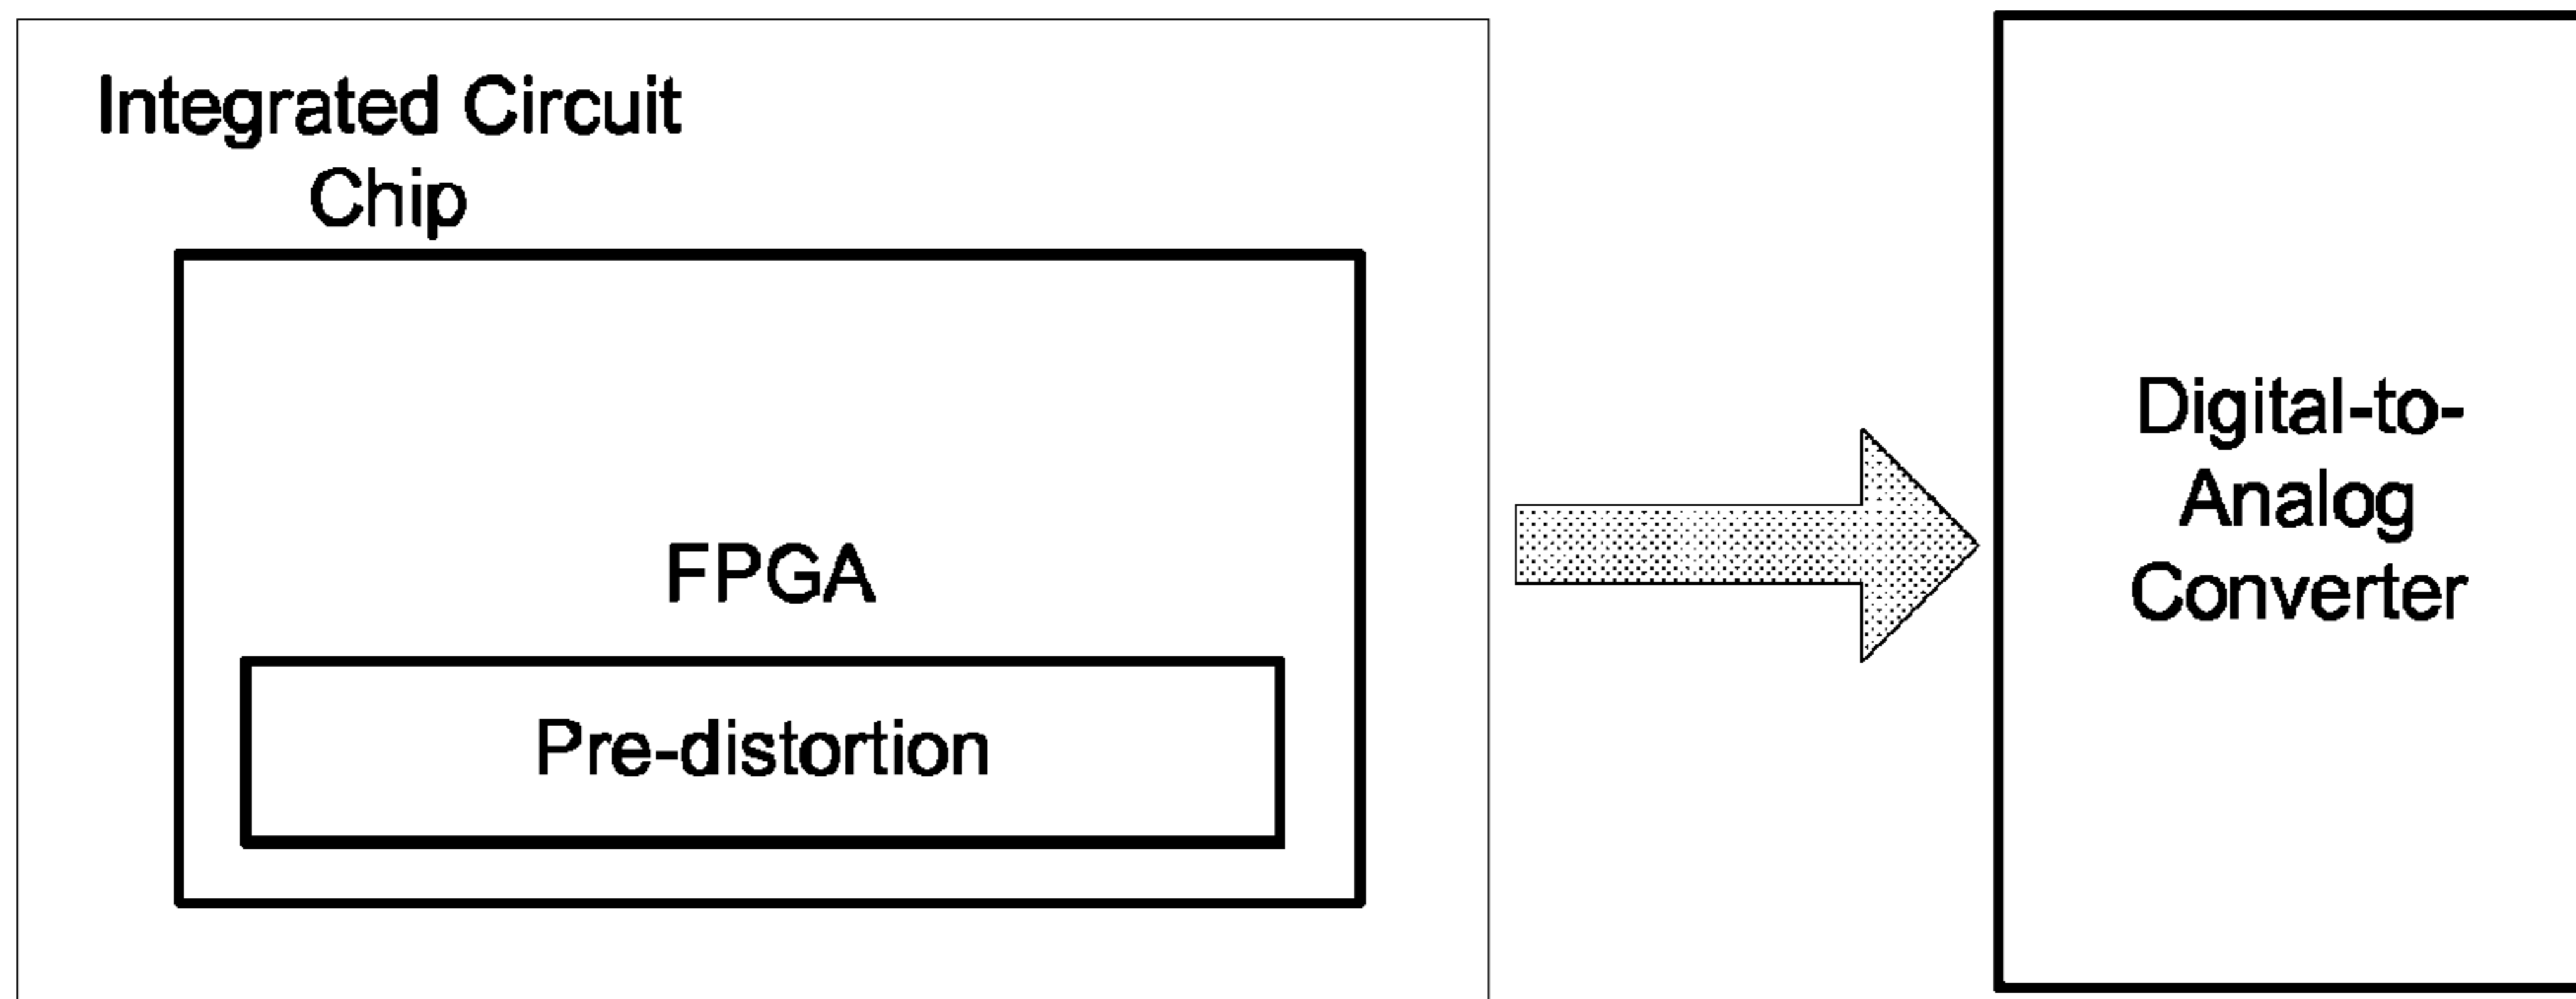 Integrated Circuit
Chip
FPGA
Pre-distortion
Digital-to-
Analog
Converter